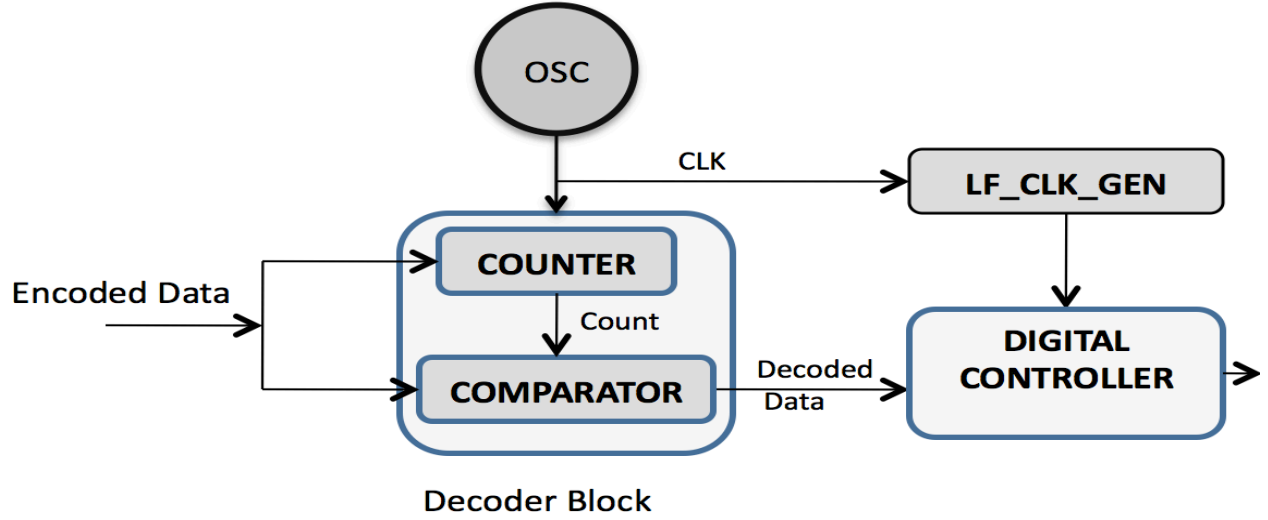 OSC
CLK
LF_CLK_GEN
COUNTER
Encoded Data
Count
DIGITAL
CONTROLLER
Decoded
Data
COMPARATOR
Decoder Block